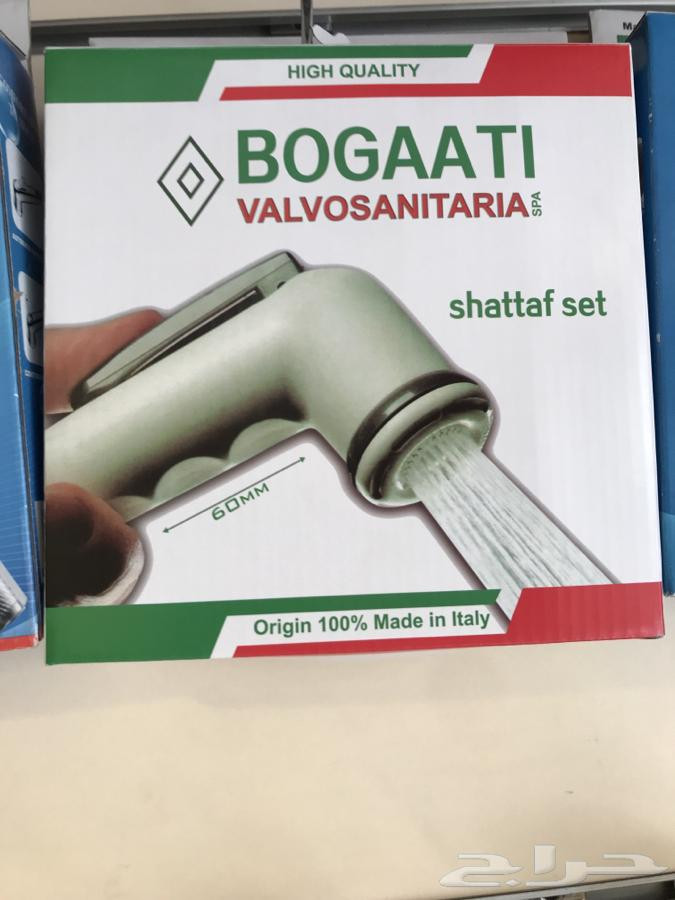 HIGH QUALITY
BOGAATI
VALVOSANITARIA SPA
shattaf set
60MM
Origin 100% Made in Italy
حراج